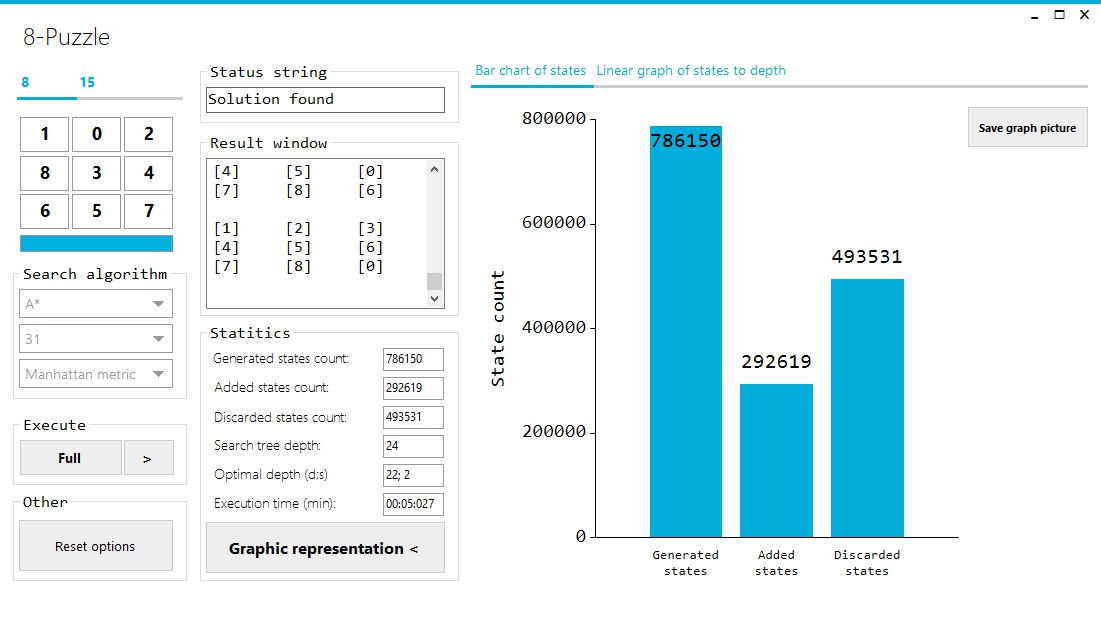 8-Puzzle
8 15
1 0 2
8 3 4
6 5 7
Search algorithm
A*
31
Manhattan metric
Execute
Full >
Other
Reset options
Status string
Solution found
Result window
[4] [5] [0]
[7] [8] [6]
[1] [2] [3]
[4] [5] [6]
[7] [8] [0]
Statitics
Generated states count: 786150
Added states count: 292619
Discarded states count: 493531
Search tree depth: 24
Optimal depth (d;s) 22; 2
Execution time (min): 00:05:027
Graphic representation <
Bar chart of states Linear graph of states to depth
Save graph picture
State count
800000
600000
400000
200000
0
786150
292619
493531
Generated
states
Added
states
Discarded
states